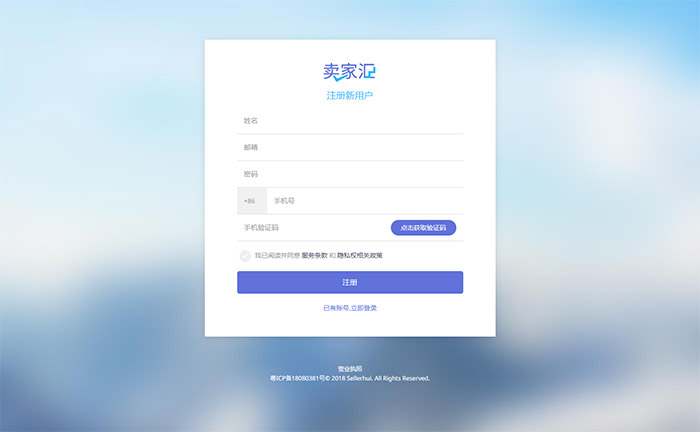 卖家汇
注册新用户
姓名
邮箱
密码
+86 手机号
手机验证码 点击获取验证码
我已阅读并同意 服务条款 和 隐私权相关政策
注册
已有账号,立即登录
营业执照
粤ICP备18080381号© 2018 Sellerhui. All Rights Reserved.